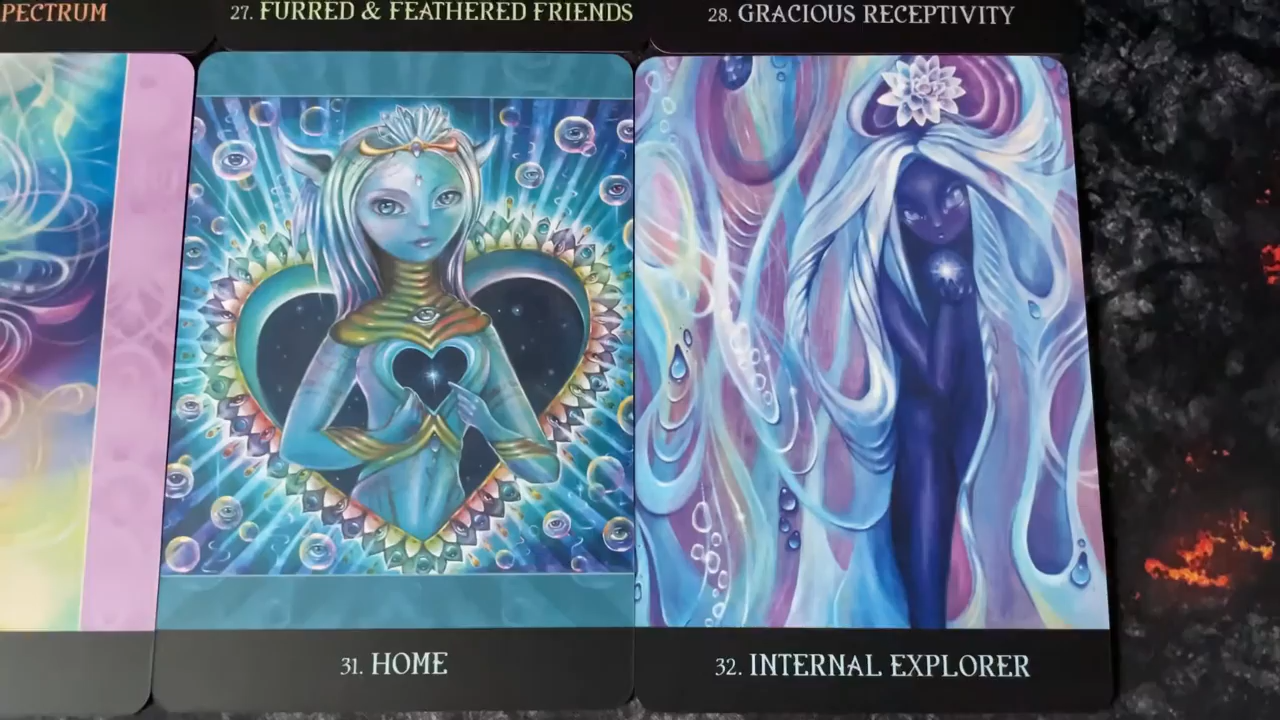 PECTRUM
27. FURRED & FEATHERED FRIENDS
28. GRACIOUS RECEPTIVITY
31. HOME
32. INTERNAL EXPLORER